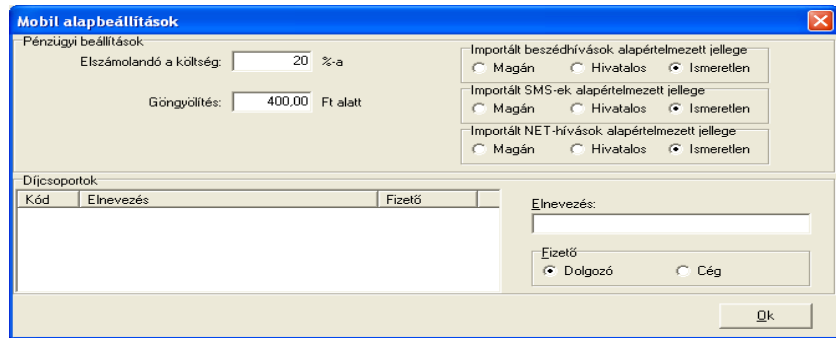 Mobil alapbeállítások
Pénzügyi beállítások
Elszámolandó a költség: 20 %-a
Göngyölítés: 400,00 Ft alatt
Importált beszédhívások alapértelmezett jellege
Magán Hivatalos Ismeretlen
Importált SMS-ek alapértelmezett jellege
Magán Hivatalos Ismeretlen
Importált NET-hívások alapértelmezett jellege
Magán Hivatalos Ismeretlen
Díjcsoportok
Kód Elnevezés Fizető
Elnevezés:
Fizető
Dolgozó Cég
Ok